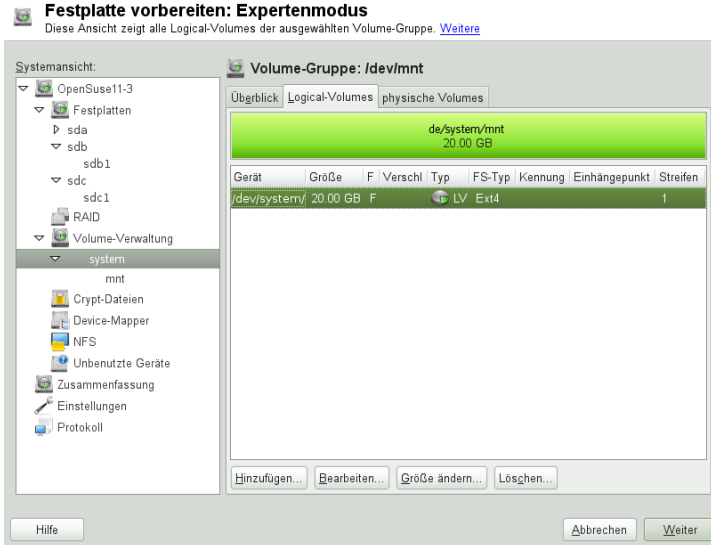 Festplatte vorbereiten: Expertenmodus
Diese Ansicht zeigt alle Logical-Volumes der ausgewählten Volume-Gruppe. Weitere
Systemansicht:
OpenSuse11-3
Festplatten
sda
sdb
sdb1
sdc
sdc1
RAID
Volume-Verwaltung
system
mnt
Crypt-Dateien
Device-Mapper
NFS
Unbenutzte Geräte
Zusammenfassung
Einstellungen
Protokoll
Volume-Gruppe: /dev/mnt
Überblick Logical-Volumes physische Volumes
de/system/mnt
20.00 GB
Gerät Größe F Verschl Typ FS-Typ Kennung Einhängepunkt Streifen
/dev/system/ 20.00 GB F LV Ext4 1
Hinzufügen... Bearbeiten... Größe ändern... Löschen...
Hilfe Abbrechen Weiter